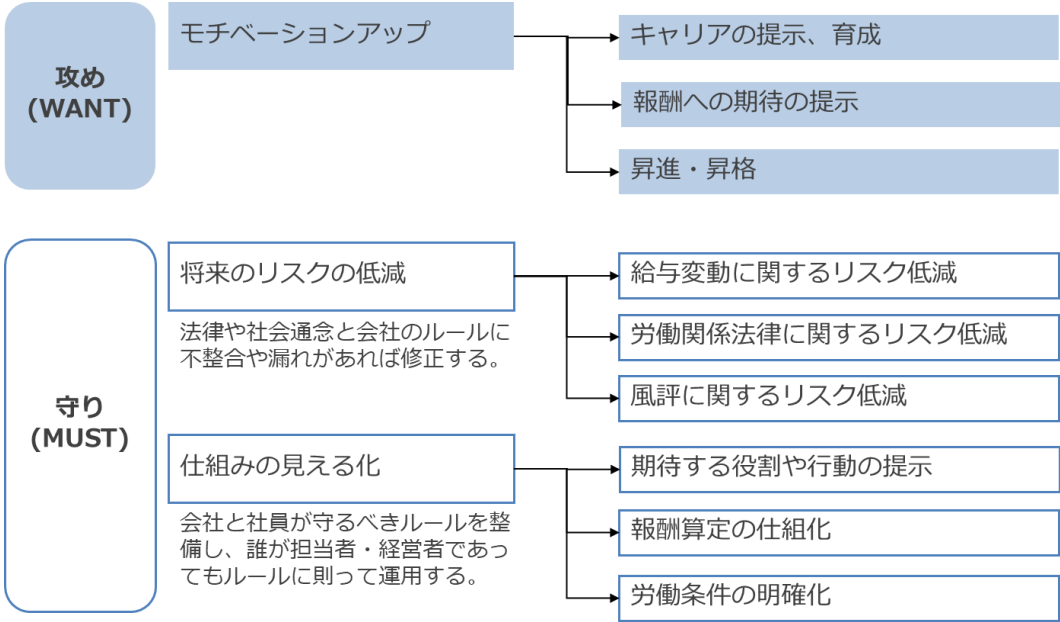 攻め
(WANT)
モチベーションアップ
キャリアの提示、育成
報酬への期待の提示
昇進・昇格
守り
(MUST)
将来のリスクの低減
法律や社会通念と会社のルールに
不整合や漏れがあれば修正する。
給与変動に関するリスク低減
労働関係法律に関するリスク低減
風評に関するリスク低減
仕組みの見える化
会社と社員が守るべきルールを整
備し、誰が担当者・経営者であっ
てもルールに則って運用する。
期待する役割や行動の提示
報酬算定の仕組化
労働条件の明確化